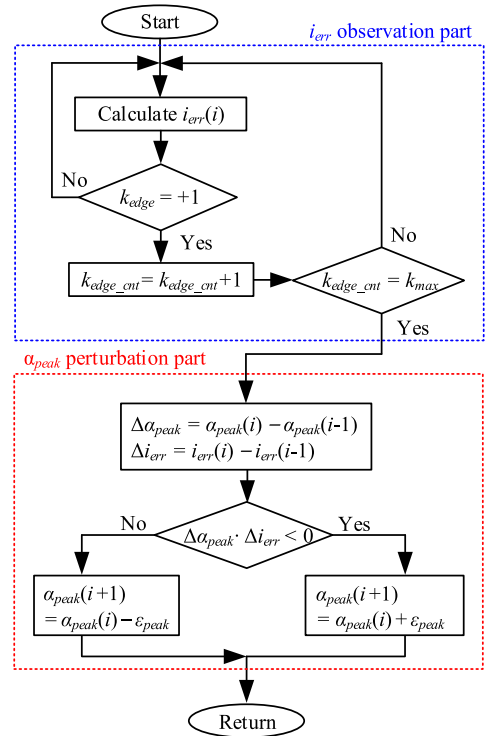 Start
i_err observation part
Calculate i_err(i)
No
k_edge = +1
Yes
No
k_edge_cnt = k_edge_cnt+1
k_edge_cnt = k_max
Yes
α_peak perturbation part
Δα_peak = α_peak(i) − α_peak(i-1)
Δi_err = i_err(i) − i_err(i-1)
No
Δα_peak · Δi_err < 0
Yes
α_peak(i+1)
= α_peak(i) − ε_peak
α_peak(i+1)
= α_peak(i) + ε_peak
Return